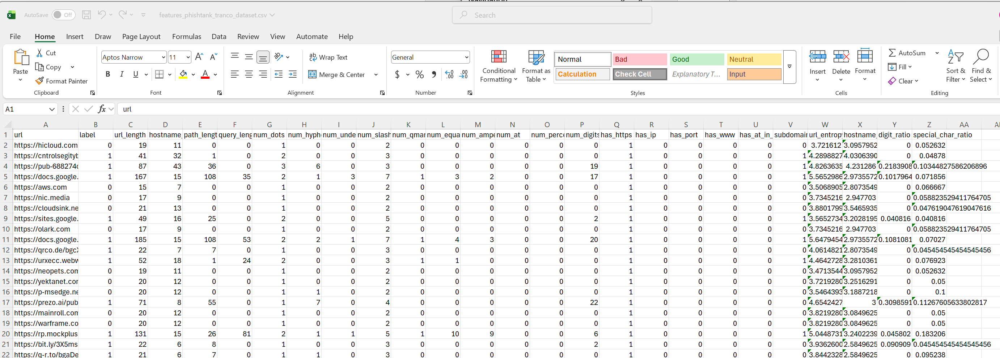 AutoSave Off features_phishtank_tranco_dataset.csv Search
File Home Insert Draw Page Layout Formulas Data Review View Automate Help
Paste Cut Copy Format Painter Clipboard
Aptos Narrow 11 B I U Font
Wrap Text Merge & Center Alignment
General $ % Number
Conditional Formatting Format as Table
Normal Bad Good Neutral
Calculation Check Cell Explanatory T... Input
Styles
Insert Delete Format Cells
AutoSum Fill Clear Sort & Filter Find & Select Editing
A1 fx url
A B C D E F G H I J K L M N O P Q R S T U V W X Y Z AA
1 url label url_length hostname_ path_lengt query_leng num_dots num_hyphe num_unde num_slash num_qmar num_equa num_ampe num_at num_perce num_digits has_https has_ip has_port has_www has_at_in_ subdomain url_entropy hostname_ digit_ratio special_char_ratio
2 https://hicloud.com 0 19 11 0 0 1 0 0 2 0 0 0 0 0 0 1 0 0 0 0 0 3.721612 3.0957952 0 0.052632
3 https://cntrolsegityb 1 41 32 1 0 2 0 0 3 0 0 0 0 0 0 1 0 0 0 0 1 4.2898827 4.0306390 0 0.04878
4 https://pub-688274c 1 87 43 36 0 3 6 0 3 0 0 0 0 0 19 1 0 0 0 0 1 4.8263635 4.231286 0.2183908 0.10344827586206896
5 https://docs.google. 1 167 15 108 35 2 1 3 7 1 3 2 0 0 17 1 0 0 0 0 1 5.5652986 2.9735572 0.1017964 0.071856
6 https://aws.com 0 15 7 0 0 1 0 0 2 0 0 0 0 0 0 1 0 0 0 0 0 3.5068905 2.8073549 0 0.066667
7 https://nic.media 0 17 9 0 0 1 0 0 2 0 0 0 0 0 0 1 0 0 0 0 0 3.7345216 2.947703 0 0.058823529411764705
8 https://cloudsink.ne 0 21 13 0 0 1 0 0 2 0 0 0 0 0 0 1 0 0 0 0 0 3.8801799 3.5465935 0 0.047619047619047616
9 https://sites.google. 1 49 16 25 0 2 0 0 5 0 0 0 0 0 2 1 0 0 0 0 1 3.5652734 3.2028195 0.040816 0.040816
10 https://olark.com 0 17 9 0 0 1 0 0 2 0 0 0 0 0 0 1 0 0 0 0 0 3.7345216 2.947703 0 0.058823529411764705
11 https://docs.google. 1 185 15 108 53 2 2 1 7 1 4 3 0 0 20 1 0 0 0 0 1 5.6479454 2.9735572 0.1081081 0.07027
12 https://qrco.de/bgcX 1 22 7 7 0 1 0 0 3 0 0 0 0 0 0 1 0 0 0 0 0 4.0614821 2.8073549 0 0.045454545454545456
13 https://urxecc.webw 1 52 18 1 24 2 0 0 3 1 1 0 0 0 0 1 0 0 0 0 1 4.4642728 3.2810361 0 0.076923
14 https://neopets.com 0 19 11 0 0 1 0 0 2 0 0 0 0 0 0 1 0 0 0 0 0 3.4713544 3.0957952 0 0.052632
15 https://yektanet.cor 0 20 12 0 0 1 0 0 2 0 0 0 0 0 0 1 0 0 0 0 0 3.7219280 3.2516291 0 0.05
16 https://p-msedge.ne 0 20 12 0 0 1 1 0 2 0 0 0 0 0 0 1 0 0 0 0 0 3.5464393 3.1887218 0 0.1
17 https://prezo.ai/pub 1 71 8 55 0 1 7 0 4 0 0 0 0 0 22 1 0 0 0 0 0 4.6542427 3 0.3098591 0.11267605633802817
18 https://mainroll.com 0 20 12 0 0 1 0 0 2 0 0 0 0 0 0 1 0 0 0 0 0 3.8219280 3.0849625 0 0.05
19 https://warframe.co 0 20 12 0 0 1 0 0 2 0 0 0 0 0 0 1 0 0 0 0 0 3.8219280 3.0849625 0 0.05
20 https://rp.mockplus 1 131 15 26 81 2 1 1 5 1 10 9 0 0 6 1 0 0 0 0 1 5.0448731 3.2402239 0.045802 0.183206
21 https://bit.ly/3X5ms 1 22 6 8 0 1 0 0 3 0 0 0 0 0 2 1 0 0 0 0 0 3.9362600 2.5849625 0.090909 0.045454545454545456
22 https://q-r.to/bgaDe 1 21 6 7 0 1 1 0 3 0 0 0 0 0 0 1 0 0 0 0 0 3.8442328 2.5849625 0 0.095238